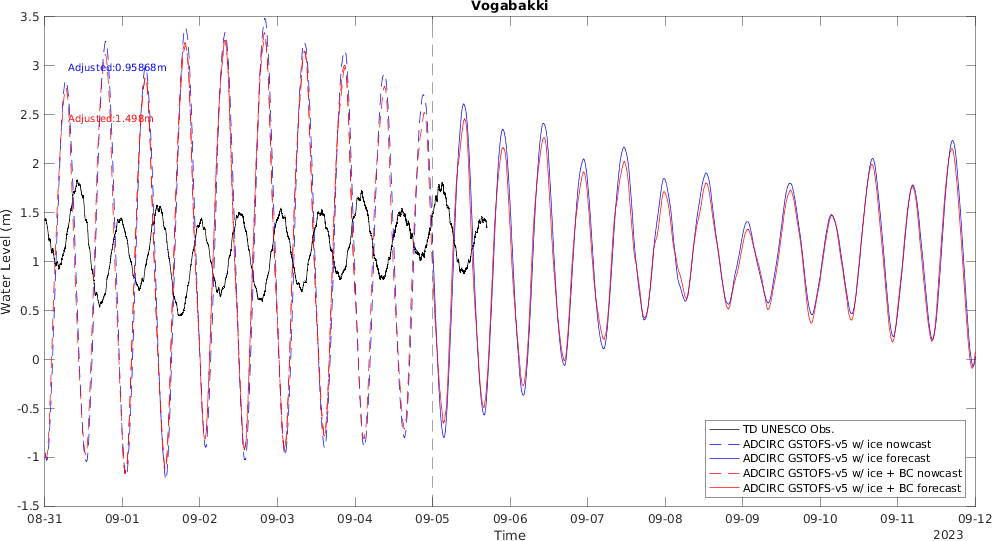 Vogabakki
3.5
3
2.5
2
1.5
1
0.5
0
-0.5
-1
-1.5
Water Level (m)
Adjusted:0.95868m
Adjusted:1.498m
TD UNESCO Obs.
ADCIRC GSTOFS-v5 w/ ice nowcast
ADCIRC GSTOFS-v5 w/ ice forecast
ADCIRC GSTOFS-v5 w/ ice + BC nowcast
ADCIRC GSTOFS-v5 w/ ice + BC forecast
08-31 09-01 09-02 09-03 09-04 09-05 09-06 09-07 09-08 09-09 09-10 09-11 09-12
Time
2023